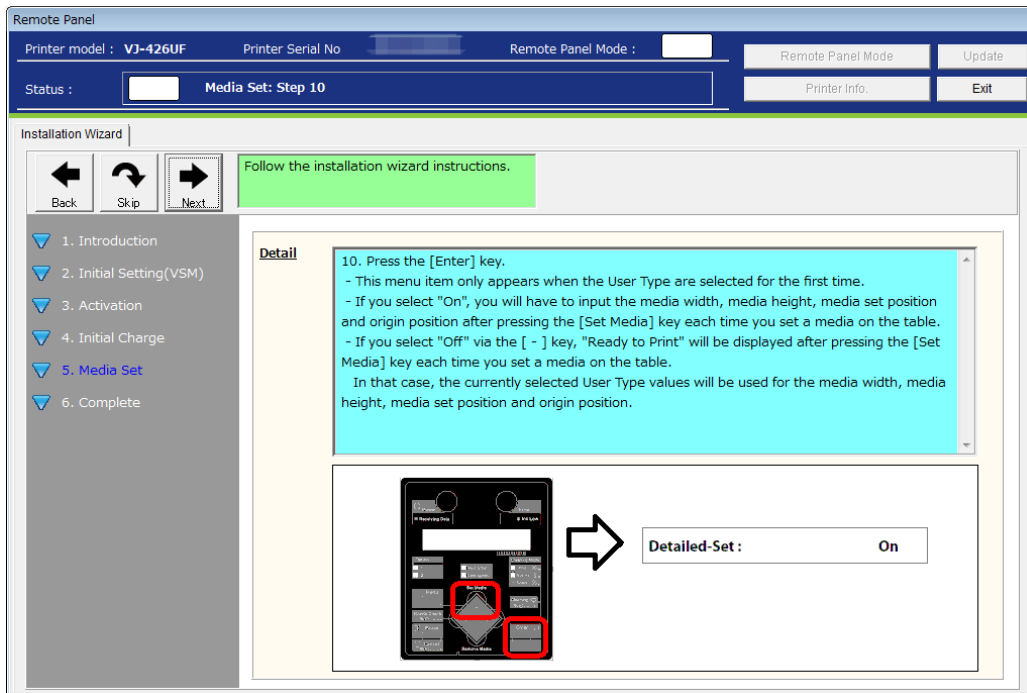 Remote Panel
Printer model : VJ-426UF Printer Serial No Remote Panel Mode :
Remote Panel Mode Update
Status : Media Set: Step 10
Printer Info. Exit
Installation Wizard
Back Skip Next
Follow the installation wizard instructions.
1. Introduction
2. Initial Setting(VSM)
3. Activation
4. Initial Charge
5. Media Set
6. Complete
Detail
10. Press the [Enter] key.
- This menu item only appears when the User Type are selected for the first time.
- If you select "On", you will have to input the media width, media height, media set position
and origin position after pressing the [Set Media] key each time you set a media on the table.
- If you select "Off" via the [ - ] key, "Ready to Print" will be displayed after pressing the [Set
Media] key each time you set a media on the table.
In that case, the currently selected User Type values will be used for the media width, media
height, media set position and origin position.
Receiving Data Ink Low
Set Media
Detailed-Set : On